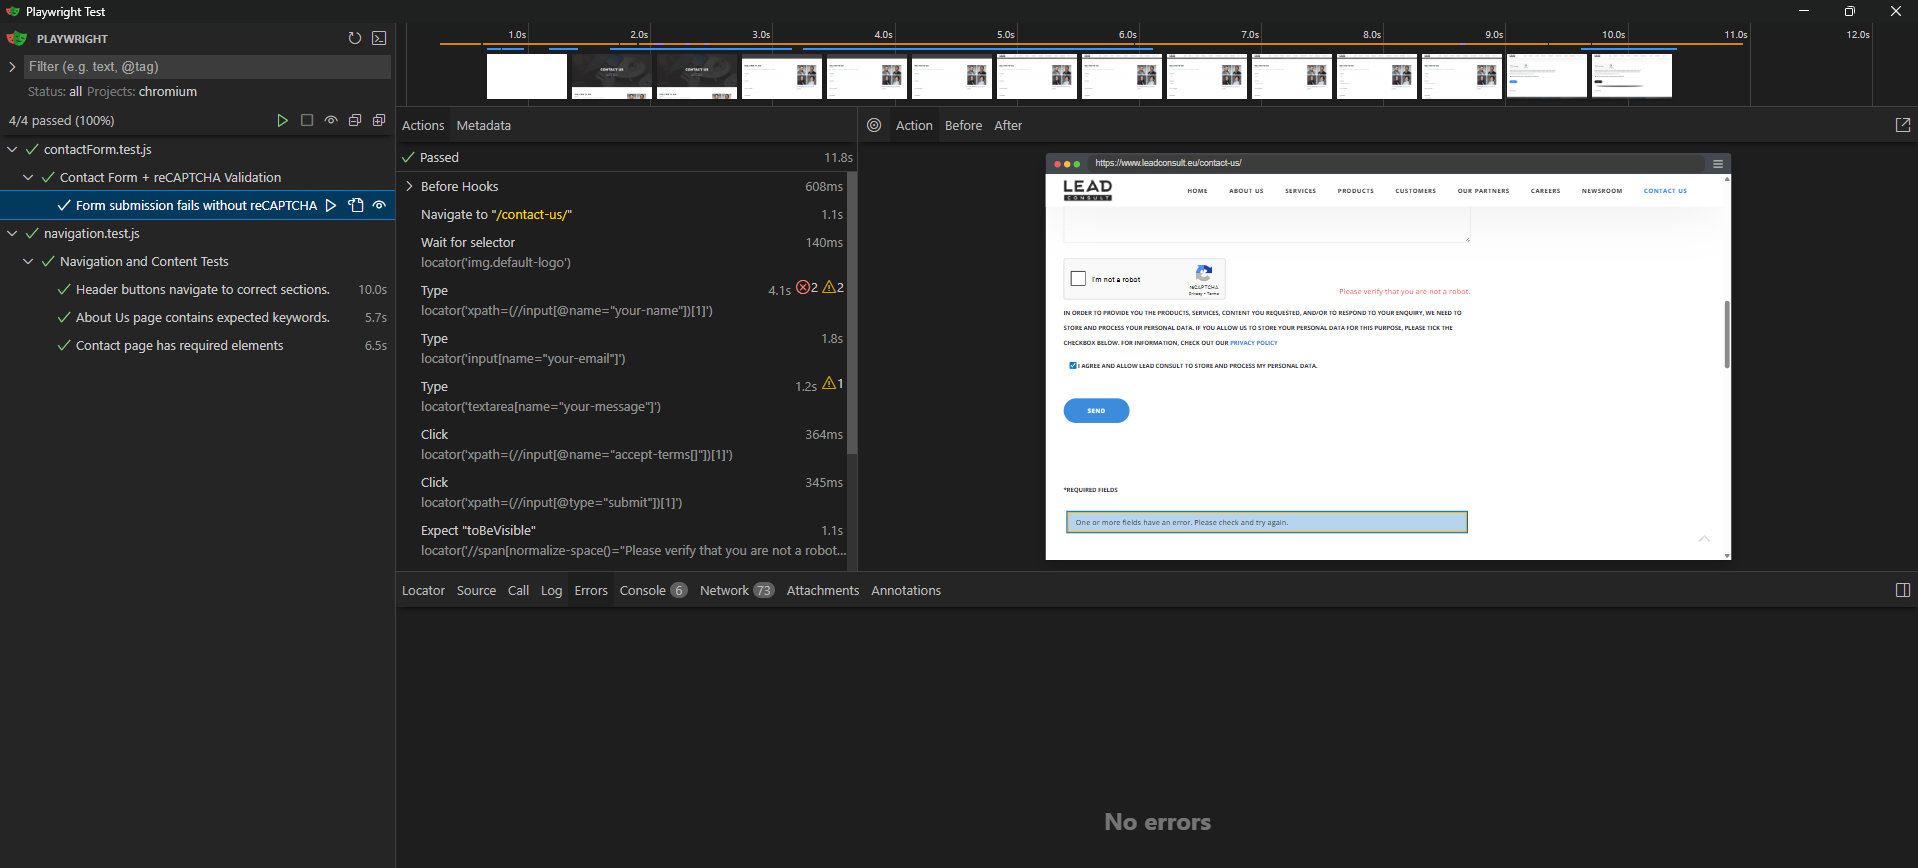 Playwright Test
PLAYWRIGHT
Filter (e.g. text, @tag)
Status: all Projects: chromium
4/4 passed (100%)
contactForm.test.js
Contact Form + reCAPTCHA Validation
Form submission fails without reCAPTCHA
navigation.test.js
Navigation and Content Tests
Header buttons navigate to correct sections. 10.0s
About Us page contains expected keywords. 5.7s
Contact page has required elements 6.5s
1.0s 2.0s 3.0s 4.0s 5.0s 6.0s 7.0s 8.0s 9.0s 10.0s 11.0s 12.0s
CONTACT US CONTACT US
Actions Metadata
Passed 11.8s
Before Hooks 608ms
Navigate to "/contact-us/" 1.1s
Wait for selector 140ms
locator('img.default-logo')
Type 4.1s 2 2
locator('xpath=(//input[@name="your-name"])[1]')
Type 1.8s
locator('input[name="your-email"]')
Type 1.2s 1
locator('textarea[name="your-message"]')
Click 364ms
locator('xpath=(//input[@name="accept-terms[]"])[1]')
Click 345ms
locator('xpath=(//input[@type="submit"])[1]')
Expect "toBeVisible" 1.1s
locator('//span[normalize-space()="Please verify that you are not a robot...
Action Before After
https://www.leadconsult.eu/contact-us/
LEAD
CONSULT
HOME ABOUT US SERVICES PRODUCTS CUSTOMERS OUR PARTNERS CAREERS NEWSROOM CONTACT US
I'm not a robot
reCAPTCHA
Privacy - Terms
Please verify that you are not a robot.
IN ORDER TO PROVIDE YOU THE PRODUCTS, SERVICES, CONTENT YOU REQUESTED, AND/OR TO RESPOND TO YOUR ENQUIRY, WE NEED TO
STORE AND PROCESS YOUR PERSONAL DATA. IF YOU ALLOW US TO STORE YOUR PERSONAL DATA FOR THIS PURPOSE, PLEASE TICK THE
CHECKBOX BELOW. FOR INFORMATION, CHECK OUT OUR PRIVACY POLICY
I AGREE AND ALLOW LEAD CONSULT TO STORE AND PROCESS MY PERSONAL DATA.
SEND
*REQUIRED FIELDS
One or more fields have an error. Please check and try again.
Locator Source Call Log Errors Console 6 Network 73 Attachments Annotations
No errors